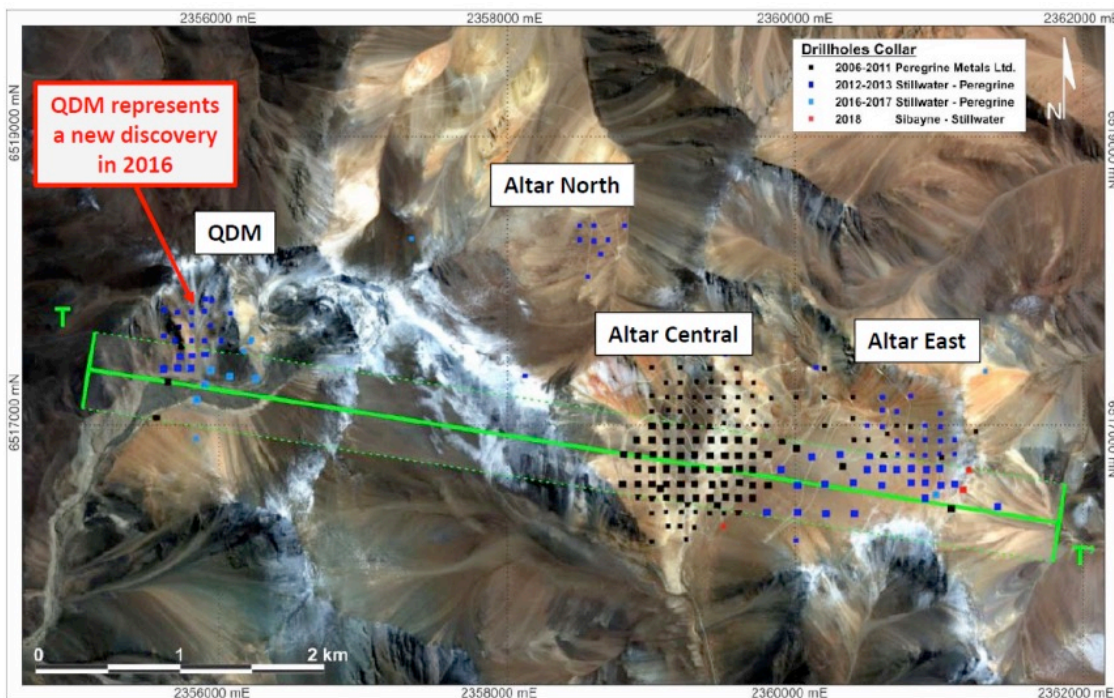 2356000 mE
2358000 mE
2360000 mE
2362000 mE
Drillholes Collar
2006-2011 Peregrine Metals Ltd.
2012-2013 Stillwater - Peregrine
2016-2017 Stillwater - Peregrine
2018 Sibayne - Stillwater
N
6519000 mN
QDM represents
a new discovery
in 2016
Altar North
QDM
T
Altar Central
Altar East
6517000 mN
6517000 mN
T'
0 1 2 km
2356000 mE
2358000 mE
2360000 mE
2362000 mE